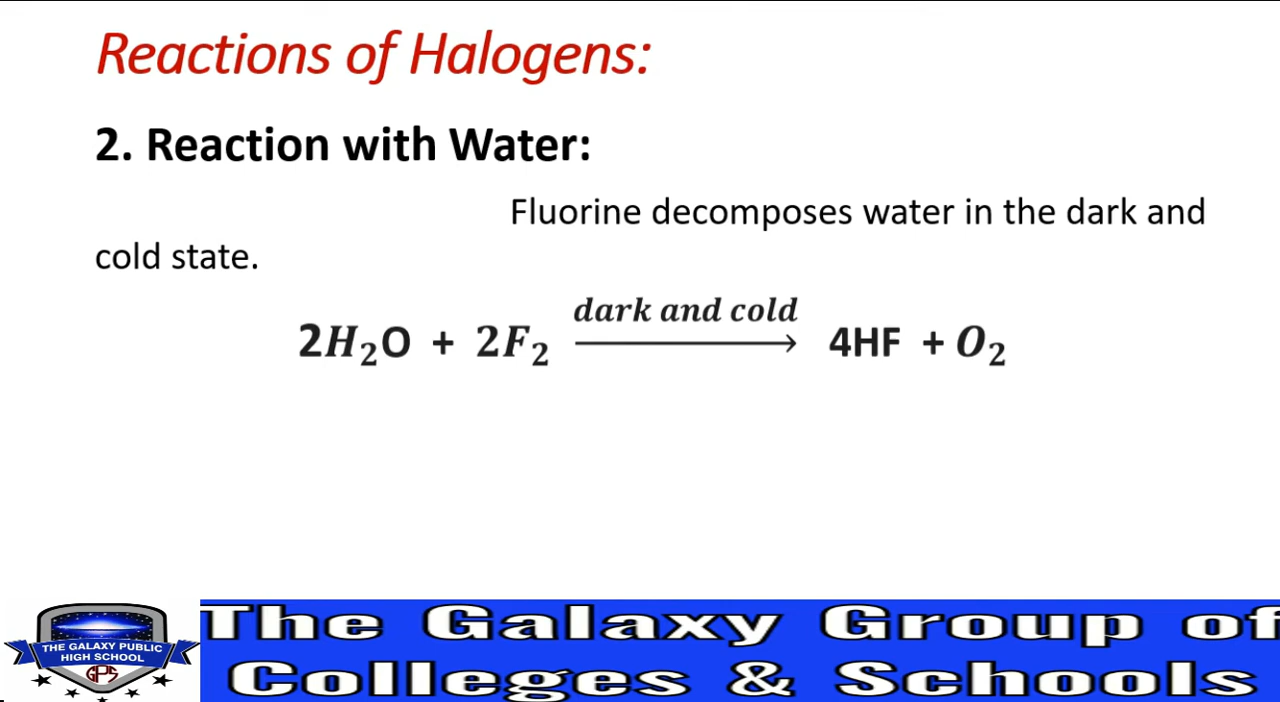 Reactions of Halogens:
2. Reaction with Water:
Fluorine decomposes water in the dark and
cold state.
2H₂O + 2F₂ dark and cold ⟶ 4HF + O₂
THE GALAXY PUBLIC
HIGH SCHOOL
GPS
The Galaxy Group of
Colleges & Schools